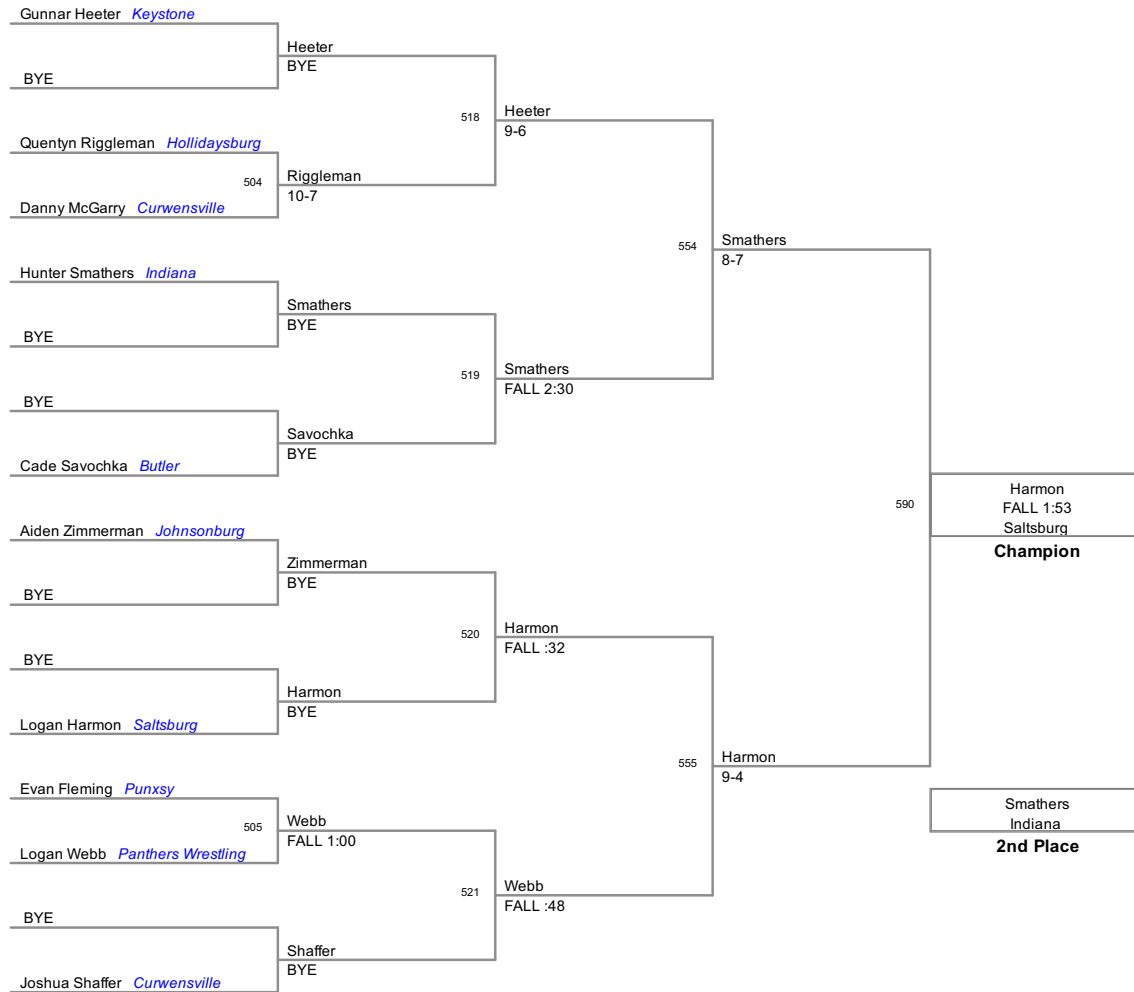 Gunnar Heeter Keystone
BYE
Quentyn Riggleman Hollidaysburg
504
Danny McGarry Curwensville
Hunter Smathers Indiana
BYE
BYE
Cade Savochka Butler
Aiden Zimmerman Johnsonburg
BYE
BYE
Logan Harmon Saltsburg
Evan Fleming Punxsy
505
Logan Webb Panthers Wrestling
BYE
Joshua Shaffer Curwensville
Heeter
BYE
518
Riggleman
10-7
Smathers
BYE
519
Savochka
BYE
Zimmerman
BYE
520
Harmon
BYE
Webb
FALL 1:00
521
Shaffer
BYE
Heeter
9-6
554
Smathers
FALL 2:30
Harmon
FALL :32
555
Webb
FALL :48
Smathers
8-7
590
Harmon
9-4
Harmon
FALL 1:53
Saltsburg
Champion
Smathers
Indiana
2nd Place